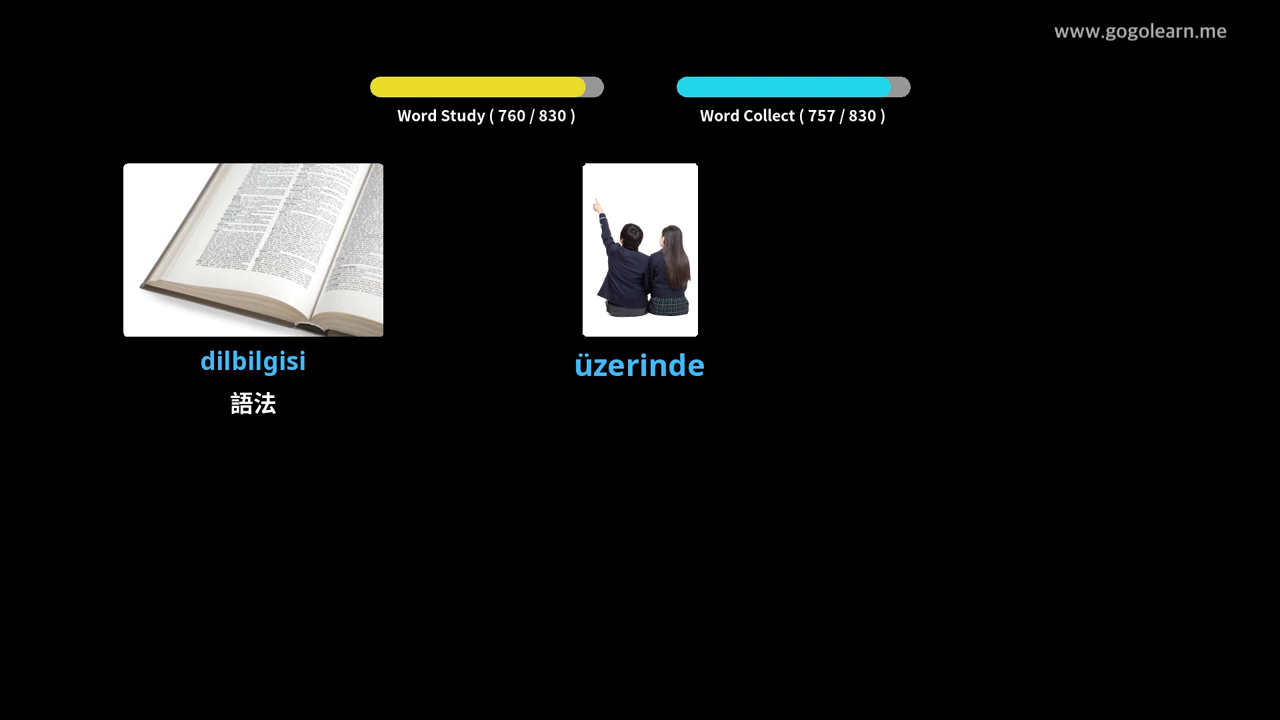 www.gogolearn.me
Word Study ( 760 / 830 )
Word Collect ( 757 / 830 )
dilbilgisi
語法
üzerinde